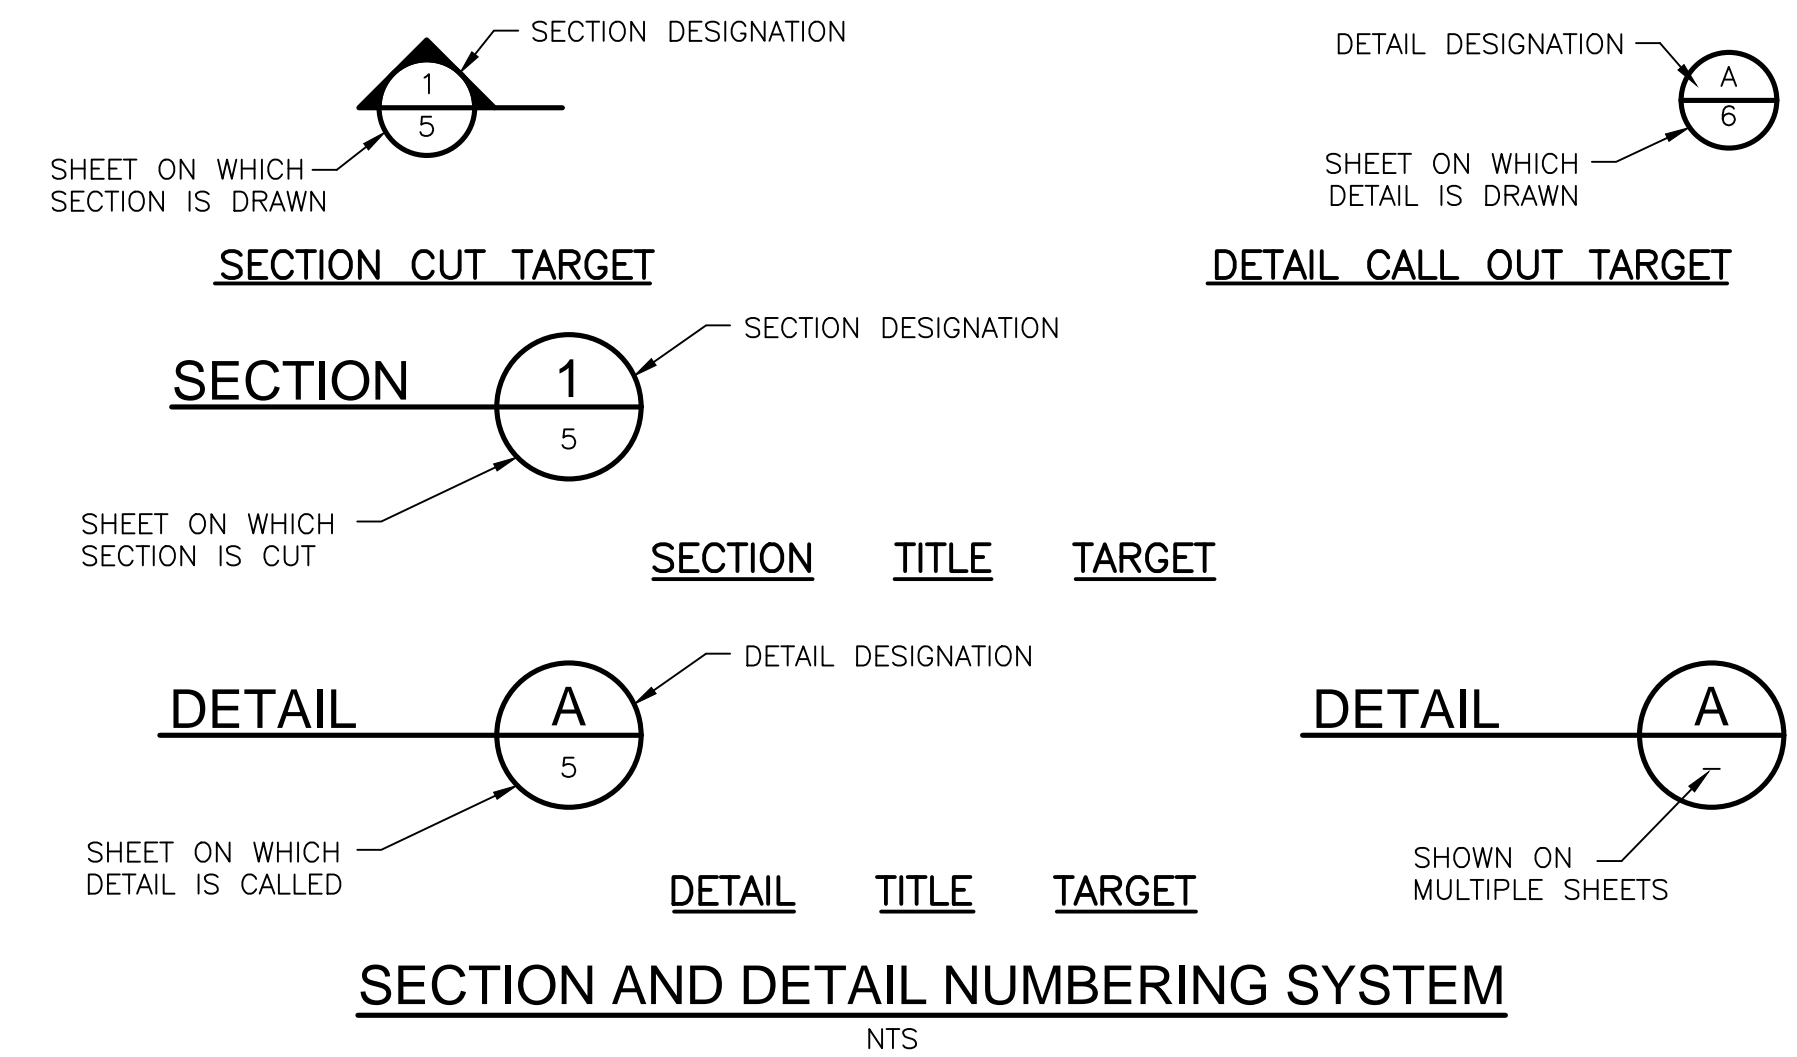 SECTION DESIGNATION
1
5
SHEET ON WHICH
SECTION IS DRAWN
SECTION CUT TARGET
DETAIL DESIGNATION
A
6
SHEET ON WHICH
DETAIL IS DRAWN
DETAIL CALL OUT TARGET
SECTION DESIGNATION
SECTION
1
5
SHEET ON WHICH
SECTION IS CUT
SECTION TITLE TARGET
DETAIL DESIGNATION
DETAIL
A
5
SHEET ON WHICH
DETAIL IS CALLED
DETAIL
A
-
SHOWN ON
MULTIPLE SHEETS
DETAIL TITLE TARGET
SECTION AND DETAIL NUMBERING SYSTEM
NTS